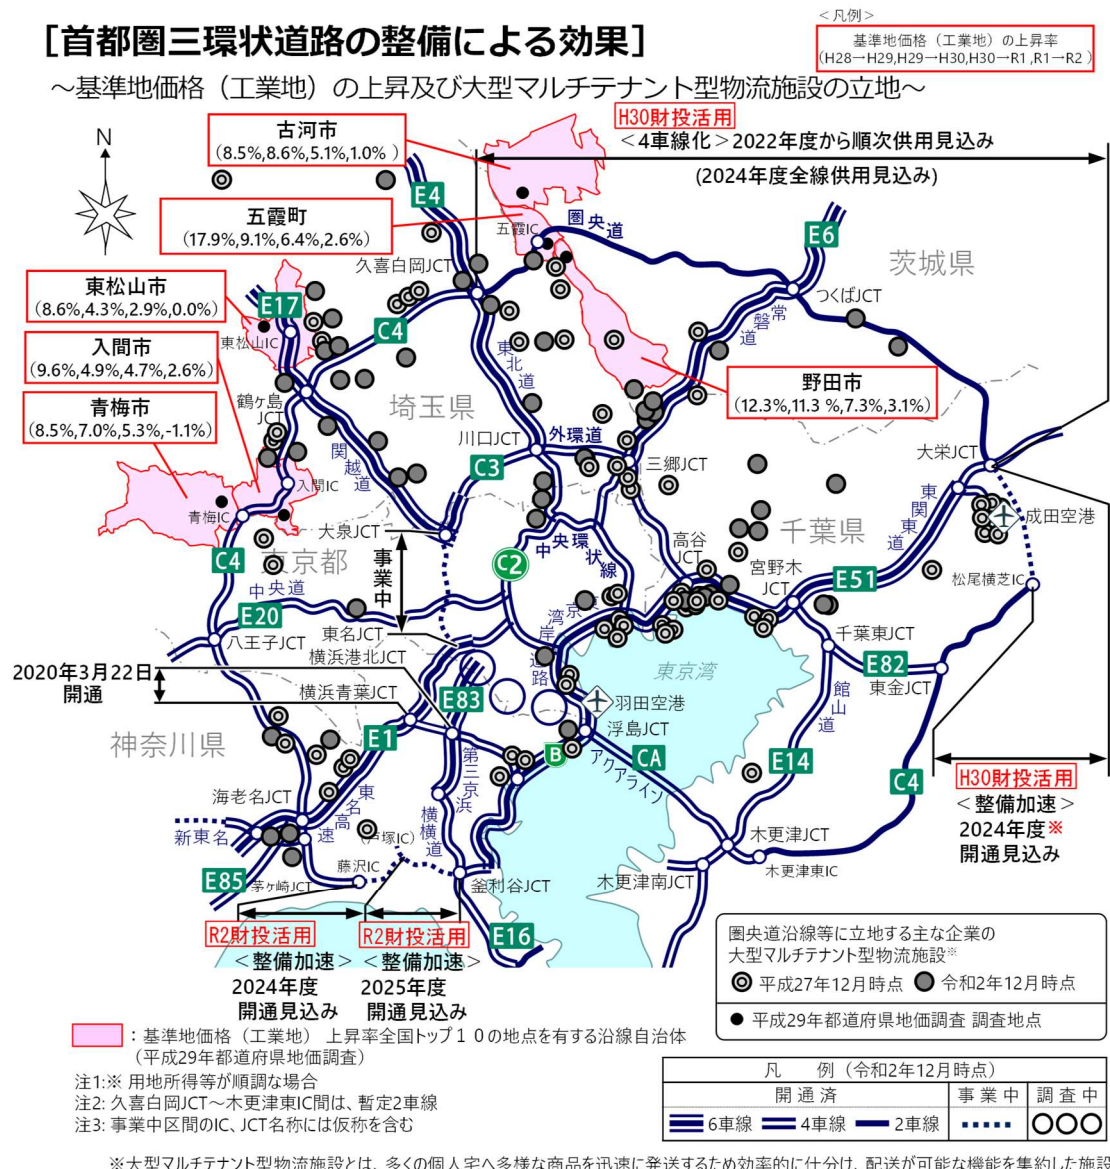 [首都圏三環状道路の整備による効果]
～基準地価格（工業地）の上昇及び大型マルチテナント型物流施設の立地～
＜凡例＞
基準地価格（工業地）の上昇率
(H28→H29,H29→H30,H30→R1 ,R1→R2 )
H30財投活用
＜4車線化＞2022年度から順次供用見込み
(2024年度全線供用見込み)
N
古河市
(8.5%,8.6%,5.1%,1.0% )
五霞町
(17.9%,9.1%,6.4%,2.6%)
東松山市
(8.6%,4.3%,2.9%,0.0%)
入間市
(9.6%,4.9%,4.7%,2.6%)
青梅市
(8.5%,7.0%,5.3%,-1.1%)
野田市
(12.3%,11.3 %,7.3%,3.1%)
E4
五霞IC
圏央道
E6
茨城県
久喜白岡JCT
つくばJCT
常磐道
E17
東松山IC
C4
東北道
埼玉県
鶴ヶ島
JCT
関越道
川口JCT
外環道
C3
三郷JCT
大栄JCT
入間IC
青梅IC
大泉JCT
東関東道
成田空港
千葉県
高谷
JCT
宮野木
JCT
E51
松尾横芝IC
C4
東京都
中央道
事業中
C2
中央環状線
E20
八王子JCT
東名JCT
横浜港北JCT
東京湾岸道路
東京湾
千葉東JCT
E82
東金JCT
館山道
2020年3月22日
開通
横浜青葉JCT
E83
羽田空港
浮島JCT
神奈川県
E1
第三京浜
B
アクアライン
CA
E14
C4
H30財投活用
＜整備加速＞
2024年度※
開通見込み
海老名JCT
東名高速
新東名
横横道
(戸塚IC)
木更津JCT
木更津東IC
木更津南JCT
E85
茅ヶ崎JCT
藤沢IC
釜利谷JCT
E16
R2財投活用
＜整備加速＞
2024年度
開通見込み
R2財投活用
＜整備加速＞
2025年度
開通見込み
圏央道沿線等に立地する主な企業の
大型マルチテナント型物流施設※
平成27年12月時点 令和2年12月時点
平成29年都道府県地価調査 調査地点
：基準地価格（工業地） 上昇率全国トップ１０の地点を有する沿線自治体
（平成29年都道府県地価調査）
注1:※ 用地所得等が順調な場合
注2: 久喜白岡JCT～木更津東IC間は、暫定2車線
注3: 事業中区間のIC、JCT名称には仮称を含む
凡 例（令和2年12月時点）
開通済 事業中 調査中
6車線 4車線 2車線
※大型マルチテナント型物流施設とは、多くの個人宅へ多様な商品を迅速に発送するため効率的に仕分け、配送が可能な機能を集約した施設